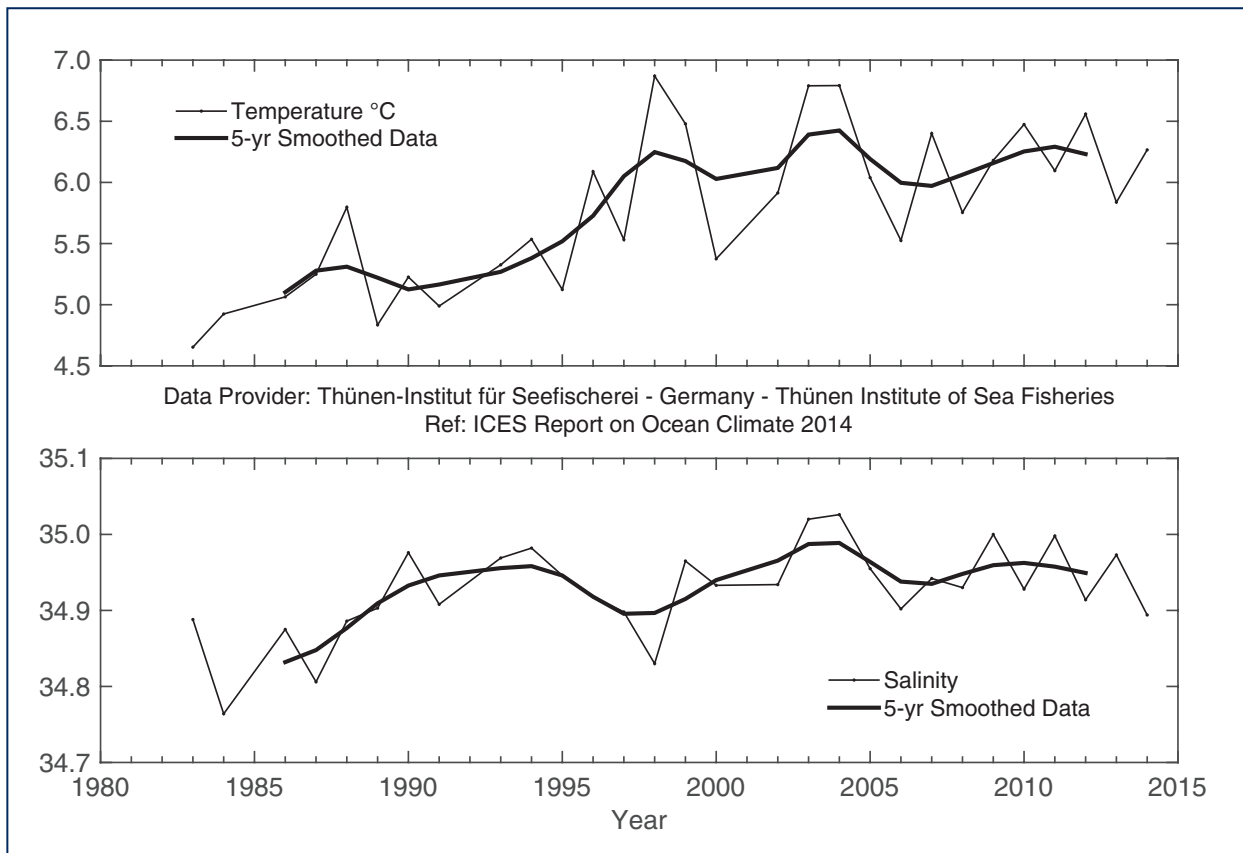 7.0
6.5
6.0
5.5
5.0
4.5
Temperature °C
5-yr Smoothed Data
Data Provider: Thünen-Institut für Seefischerei - Germany - Thünen Institute of Sea Fisheries
Ref: ICES Report on Ocean Climate 2014
35.1
35.0
34.9
34.8
34.7
Salinity
5-yr Smoothed Data
1980 1985 1990 1995 2000 2005 2010 2015
Year